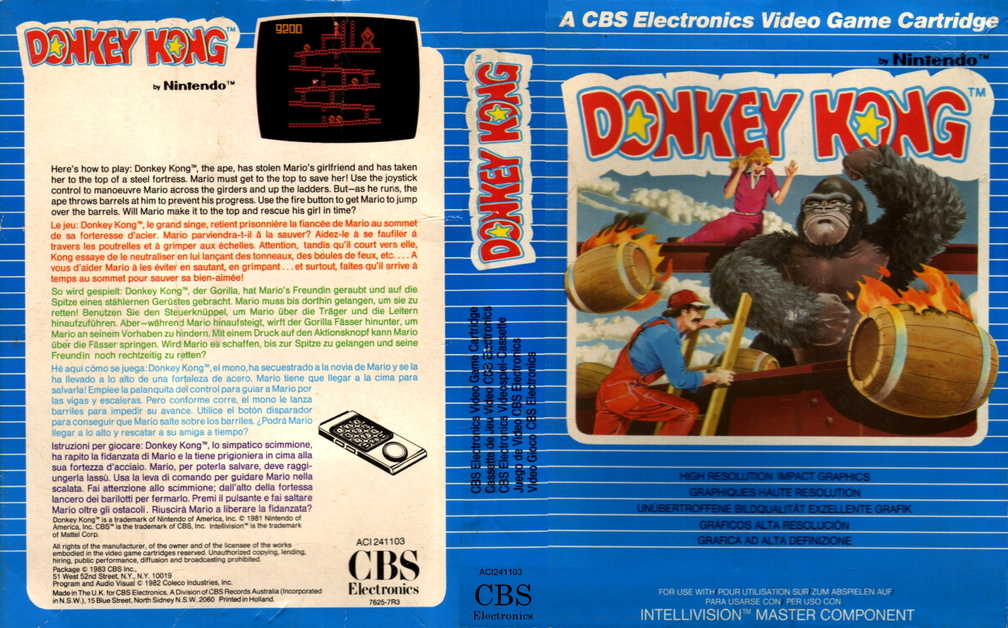 DONKEY KONG™
by Nintendo™
9200
Here's how to play: Donkey Kong™, the ape, has stolen Mario's girlfriend and has taken
her to the top of a steel fortress. Mario must get to the top to save her! Use the joystick
control to manoeuvre Mario across the girders and up the ladders. But—as he runs, the
ape throws barrels at him to prevent his progress. Use the fire button to get Mario to jump
over the barrels. Will Mario make it to the top and rescue his girl in time?
Le jeu: Donkey Kong™, le grand singe, retient prisonnière la fiancée de Mario au sommet
de sa forteresse d'acier. Mario parviendra-t-il à la sauver? Aidez-le à se faufiler à
travers les poutrelles et à grimper aux échelles. Attention, tandis qu'il court vers elle,
Kong essaye de le neutraliser en lui lançant des tonneaux, des boules de feux, etc.... A
vous d'aider Mario à les éviter en sautant, en grimpant...et surtout, faites qu'il arrive à
temps au sommet pour sauver sa bien-aimée!
So wird gespielt: Donkey Kong™, der Gorilla, hat Mario's Freundin geraubt und auf die
Spitze eines stählernen Gerüstes gebracht. Mario muss bis dorthin gelangen, um sie zu
retten! Benutzen Sie den Steuerknüppel, um Mario über die Träger und die Leitern
hinaufzuführen. Aber—während Mario hinaufsteigt, wirft der Gorilla Fässer hinunter, um
Mario an seinem Vorhaben zu hindern. Mit einem Druck auf den Aktionsknopf kann Mario
über die Fässer springen. Wird Mario es schaffen, bis zur Spitze zu gelangen und seine
Freundin noch rechtzeitig zu retten?
Hé aquí cómo se juega: Donkey Kong™, el mono, ha secuestrado a la novia de Mario y se la
ha llevado a lo alto de una fortaleza de acero. Mario tiene que llegar a la cima para
salvarla! Emplee la palanquita del control para guiar a Mario por
las vigas y escaleras. Pero conforme corre, el mono le lanza
barriles para impedir su avance. Utilice el botón disparador
para conseguir que Mario salte sobre los barriles. ¿Podrá Mario
llegar a lo alto y rescatar a su amiga a tiempo?
Istruzioni per giocare: Donkey Kong™, lo simpatico scimmione,
ha rapito la fidanzata di Mario e la tiene prigioniera in cima alla
sua fortezza d'acciaio. Mario, per poterla salvare, deve raggi-
ungerla lassù. Usa la leva di comando per guidare Mario nella
scalata. Fai attenzione allo scimmione; dall'alto della fortessa
lancero dei barilotti per fermarlo. Premi il pulsante e fai saltare
Mario oltre gli ostacoli. Riuscirà Mario a liberare la fidanzata?
Donkey Kong™ is a trademark of Nintendo of America, Inc. © 1981 Nintendo of
America, Inc. CBS™ is the trademark of CBS, Inc. Intellivision™ is the trademark
of Mattel Corp.
All rights of the manufacturer, of the owner and of the licensee of the works
embodied in the video game cartridges reserved. Unauthorized copying, lending,
hiring, public performance, diffusion and broadcasting prohibited.
Package © 1983 CBS Inc.,
51 West 52nd Street, N.Y., N.Y. 10019
Program and Audio Visual © 1982 Coleco Industries, Inc.
Made in The U.K. for CBS Electronics, A Division of CBS Records Australia (Incorporated
in N.S.W.), 15 Blue Street, North Sidney N.S.W. 2060 Printed in Holland.
ACI 241103
CBS
Electronics
7625-7R3
DONKEY KONG™
CBS Electronics Video Game Cartridge
Cassette de Jeu Video CBS Electronics
CBS Electronics Videospiel-Cassette
Juego de Video CBS Electronics
Video Gioco CBS Electronics
ACI241103
CBS
Electronics
A CBS Electronics Video Game Cartridge
by Nintendo™
DONKEY KONG™
HIGH RESOLUTION IMPACT GRAPHICS
GRAPHIQUES HAUTE RESOLUTION
UNÜBERTROFFENE BILDQUALITÄT EXZELLENTE GRAFIK
GRÁFICOS ALTA RESOLUCIÓN
GRAFICA AD ALTA DEFINIZIONE
FOR USE WITH POUR UTILISATION SUR ZUM ABSPIELEN AUF
PARA USARSE CON PER USO CON
INTELLIVISION™ MASTER COMPONENT